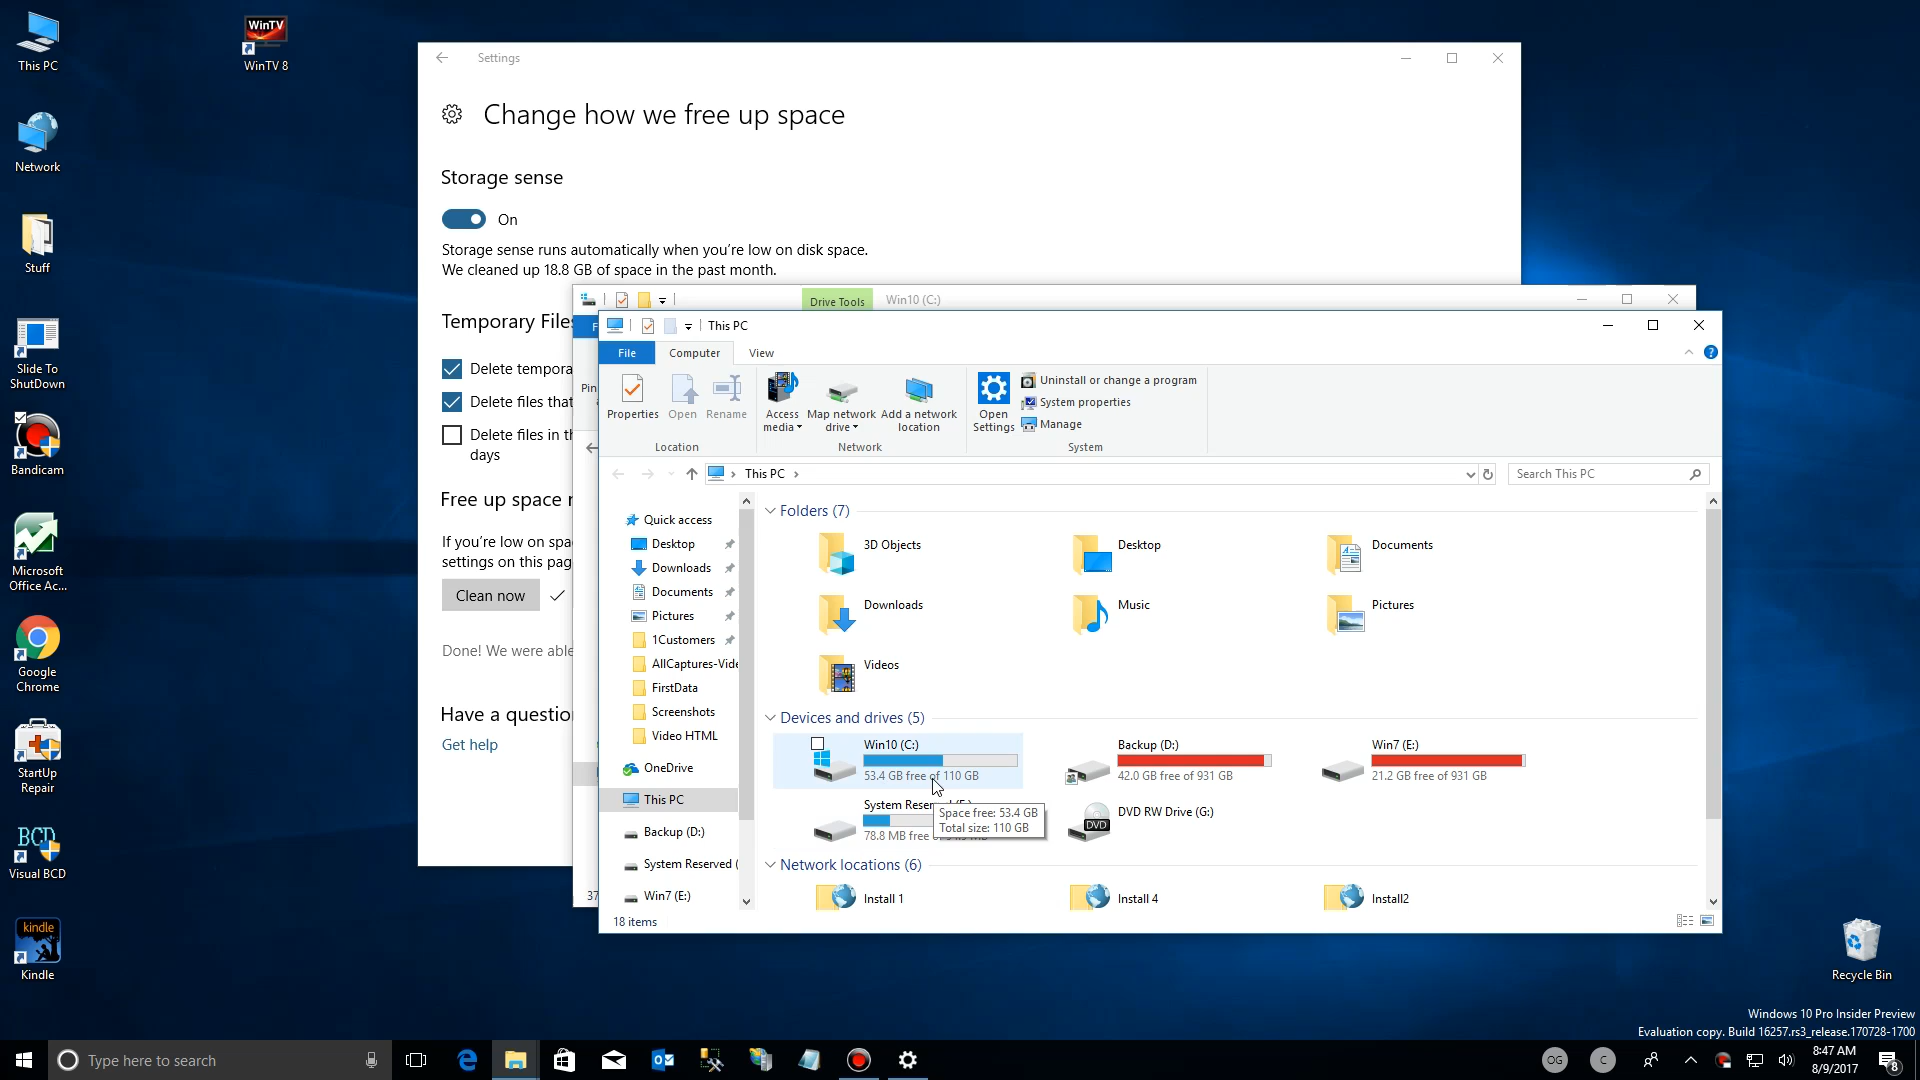 This PC
WinTV
WinTV 8
Network
Stuff
Slide To
ShutDown
Bandicam
Microsoft
Office Ac...
Google
Chrome
StartUp
Repair
BCD
Visual BCD
kindle
Kindle
Recycle Bin
Settings
Change how we free up space
Storage sense
On
Storage sense runs automatically when you're low on disk space.
We cleaned up 18.8 GB of space in the past month.
Temporary Files
Delete tempora
Delete files that
Delete files in th
days
Free up space n
If you're low on spa
settings on this pag
Clean now
Done! We were able
Have a question
Get help
Drive Tools
Win10 (C:)
F
Pin
37
This PC
File
Computer
View
Properties
Open
Rename
Location
Access
media
Map network
drive
Add a network
location
Network
Open
Settings
Uninstall or change a program
System properties
Manage
System
This PC
Search This PC
Quick access
Desktop
Downloads
Documents
Pictures
1Customers
AllCaptures-Vide
FirstData
Screenshots
Video HTML
OneDrive
This PC
Backup (D:)
System Reserved (
Win7 (E:)
Folders (7)
3D Objects
Desktop
Documents
Downloads
Music
Pictures
Videos
Devices and drives (5)
Win10 (C:)
53.4 GB free of 110 GB
Backup (D:)
42.0 GB free of 931 GB
Win7 (E:)
21.2 GB free of 931 GB
System Reser
78.8 MB free o
Space free: 53.4 GB
Total size: 110 GB
DVD
DVD RW Drive (G:)
Network locations (6)
Install 1
Install 4
Install2
18 items
Windows 10 Pro Insider Preview
Evaluation copy. Build 16257.rs3_release.170728-1700
Type here to search
OG
C
8:47 AM
8/9/2017
8